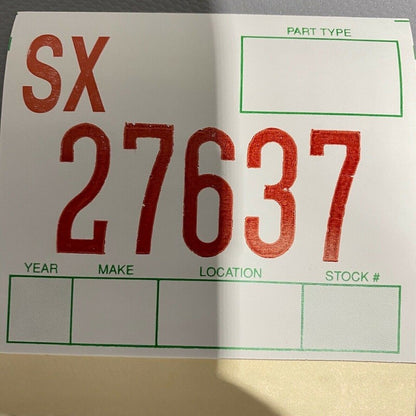 SX
PART TYPE
27637
YEAR MAKE LOCATION STOCK #